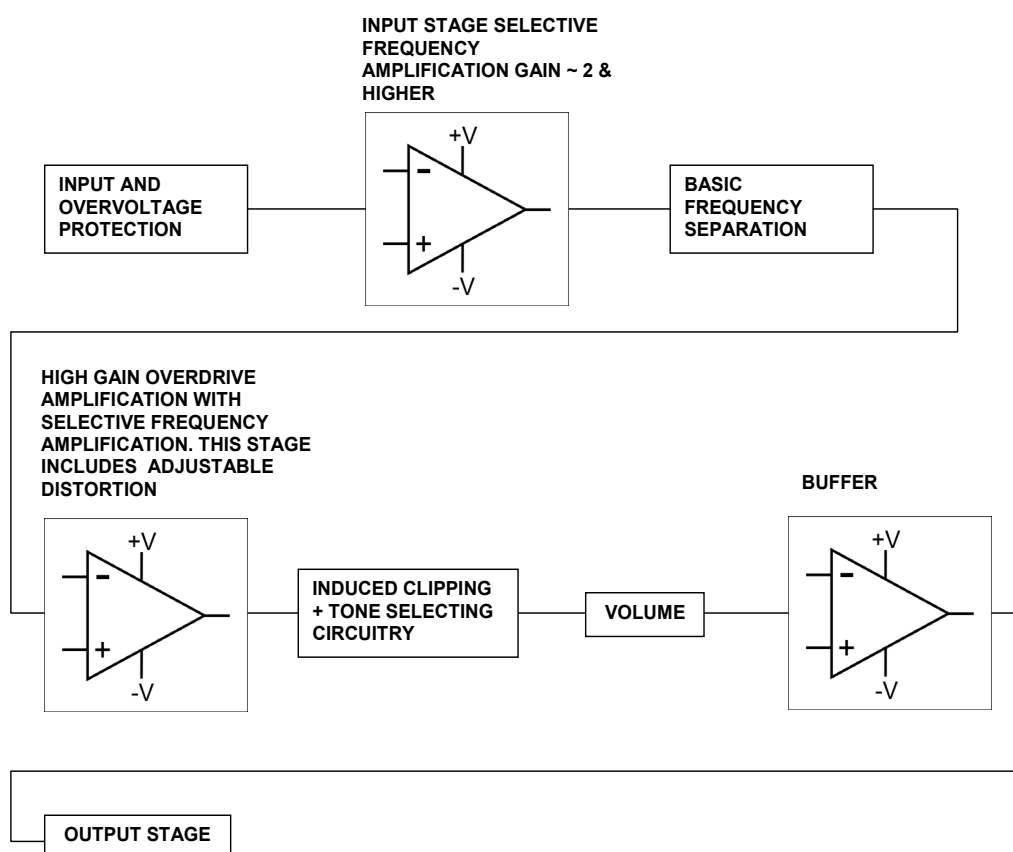 INPUT STAGE SELECTIVE
FREQUENCY
AMPLIFICATION GAIN ~ 2 &
HIGHER
INPUT AND
OVERVOLTAGE
PROTECTION
+V
-
+
-V
BASIC
FREQUENCY
SEPARATION
HIGH GAIN OVERDRIVE
AMPLIFICATION WITH
SELECTIVE FREQUENCY
AMPLIFICATION. THIS STAGE
INCLUDES ADJUSTABLE
DISTORTION
+V
-
+
-V
INDUCED CLIPPING
+ TONE SELECTING
CIRCUITRY
VOLUME
BUFFER
+V
-
+
-V
OUTPUT STAGE